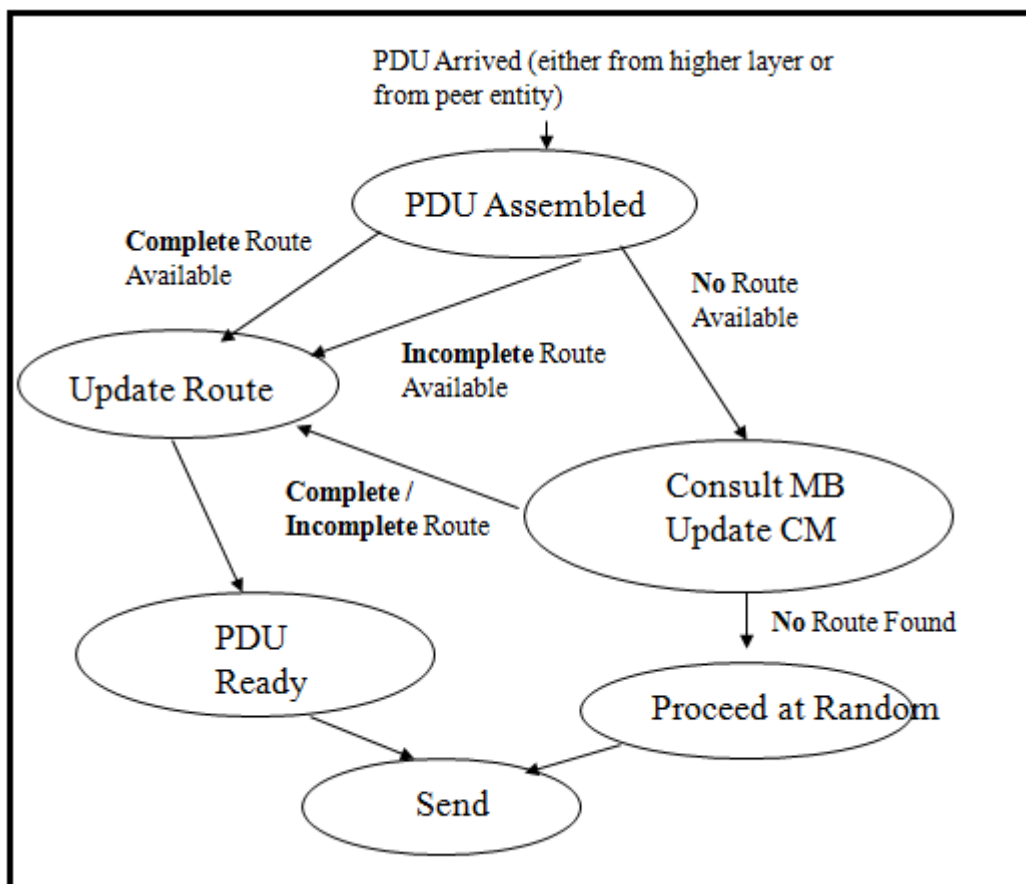 PDU Arrived (either from higher layer or
from peer entity)
PDU Assembled
Complete Route
Available
No Route
Available
Incomplete Route
Available
Update Route
Complete /
Incomplete Route
Consult MB
Update CM
No Route Found
PDU
Ready
Proceed at Random
Send